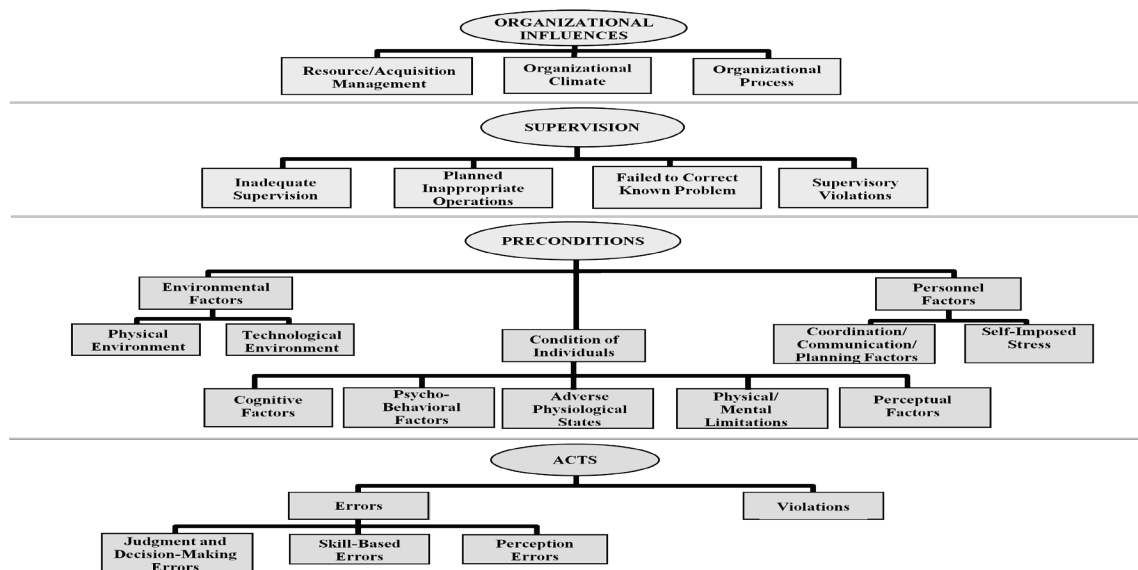 ORGANIZATIONAL
INFLUENCES
Resource/Acquisition
Management
Organizational
Climate
Organizational
Process
SUPERVISION
Inadequate
Supervision
Planned
Inappropriate
Operations
Failed to Correct
Known Problem
Supervisory
Violations
PRECONDITIONS
Environmental
Factors
Personnel
Factors
Physical
Environment
Technological
Environment
Condition of
Individuals
Coordination/
Communication/
Planning Factors
Self-Imposed
Stress
Cognitive
Factors
Psycho-
Behavioral
Factors
Adverse
Physiological
States
Physical/
Mental
Limitations
Perceptual
Factors
ACTS
Errors
Violations
Judgment and
Decision-Making
Errors
Skill-Based
Errors
Perception
Errors